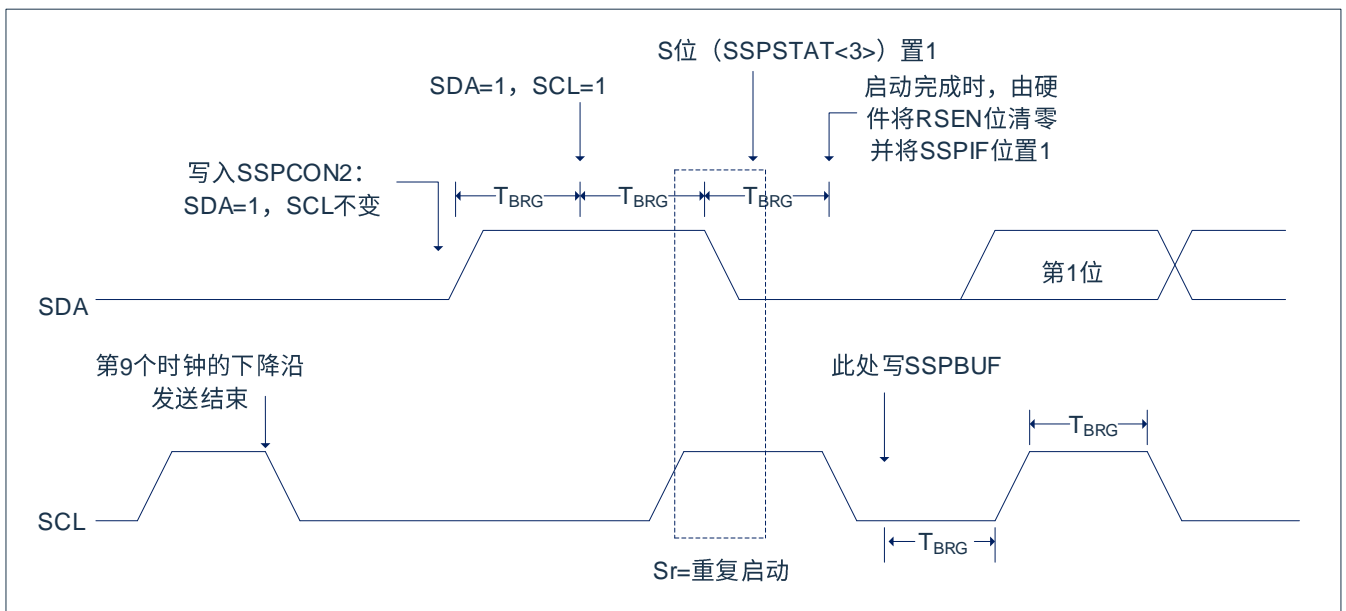 S位（SSPSTAT<3>）置1
SDA=1，SCL=1
启动完成时，由硬
件将RSEN位清零
并将SSPIF位置1
写入SSPCON2：
SDA=1，SCL不变
TBRG
TBRG
TBRG
第1位
SDA
第9个时钟的下降沿
发送结束
此处写SSPBUF
TBRG
SCL
TBRG
Sr=重复启动